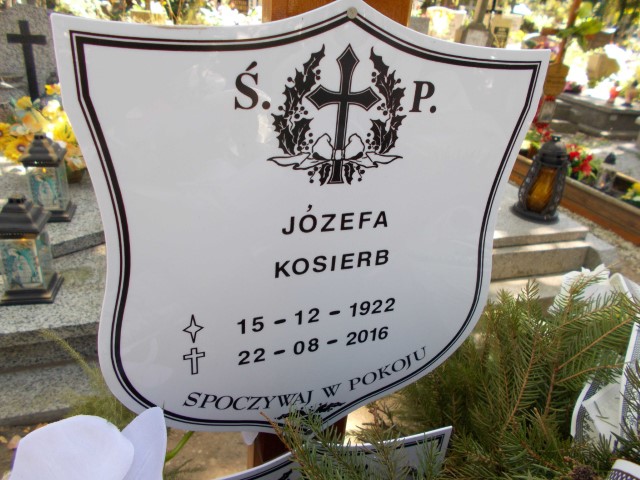 Ś. P.
JÓZEFA
KOSIERB
15 - 12 - 1922
22 - 08 - 2016
SPOCZYWAJ W POKOJU